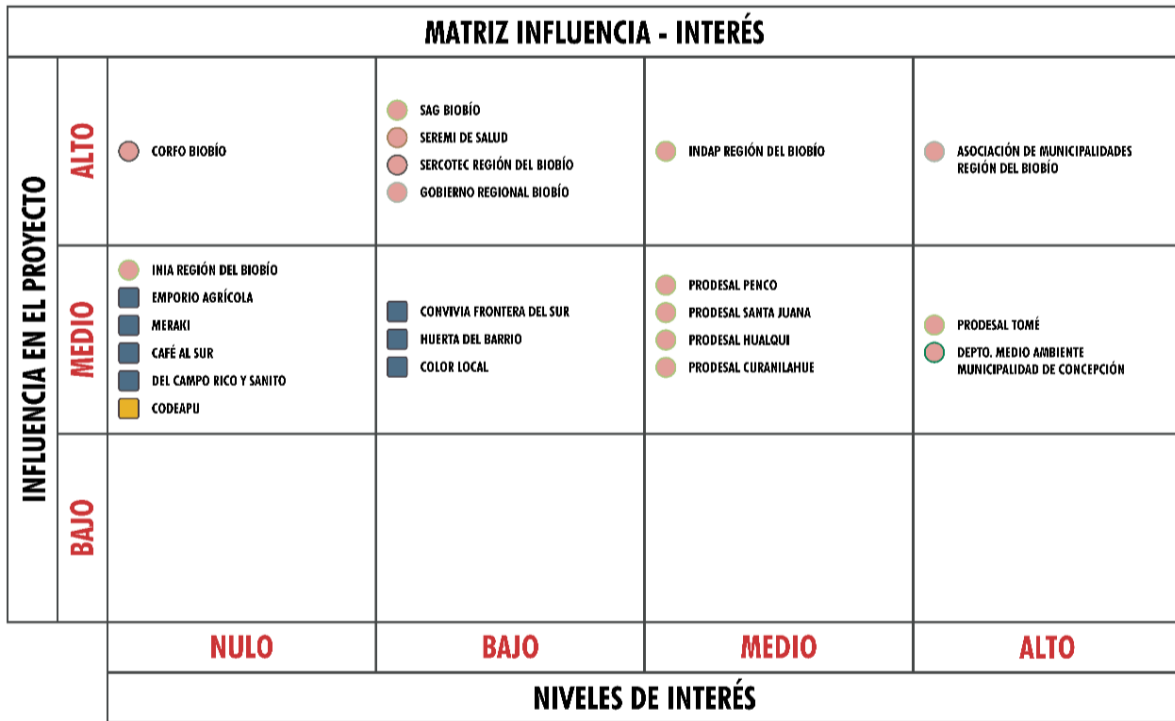 MATRIZ INFLUENCIA - INTERÉS
INFLUENCIA EN EL PROYECTO
ALTO
CORFO BIOBÍO
SAG BIOBÍO
SEREMI DE SALUD
SERCOTEC REGIÓN DEL BIOBÍO
GOBIERNO REGIONAL BIOBÍO
INDAP REGIÓN DEL BIOBÍO
ASOCIACIÓN DE MUNICIPALIDADES
REGIÓN DEL BIOBÍO
MEDIO
INIA REGIÓN DEL BIOBÍO
EMPORIO AGRÍCOLA
MERAKI
CAFÉ AL SUR
DEL CAMPO RICO Y SANITO
CODEAPU
CONVIVIA FRONTERA DEL SUR
HUERTA DEL BARRIO
COLOR LOCAL
PRODESAL PENCO
PRODESAL SANTA JUANA
PRODESAL HUALQUI
PRODESAL CURANILAHUE
PRODESAL TOMÉ
DEPTO. MEDIO AMBIENTE
MUNICIPALIDAD DE CONCEPCIÓN
BAJO
NULO
BAJO
MEDIO
ALTO
NIVELES DE INTERÉS